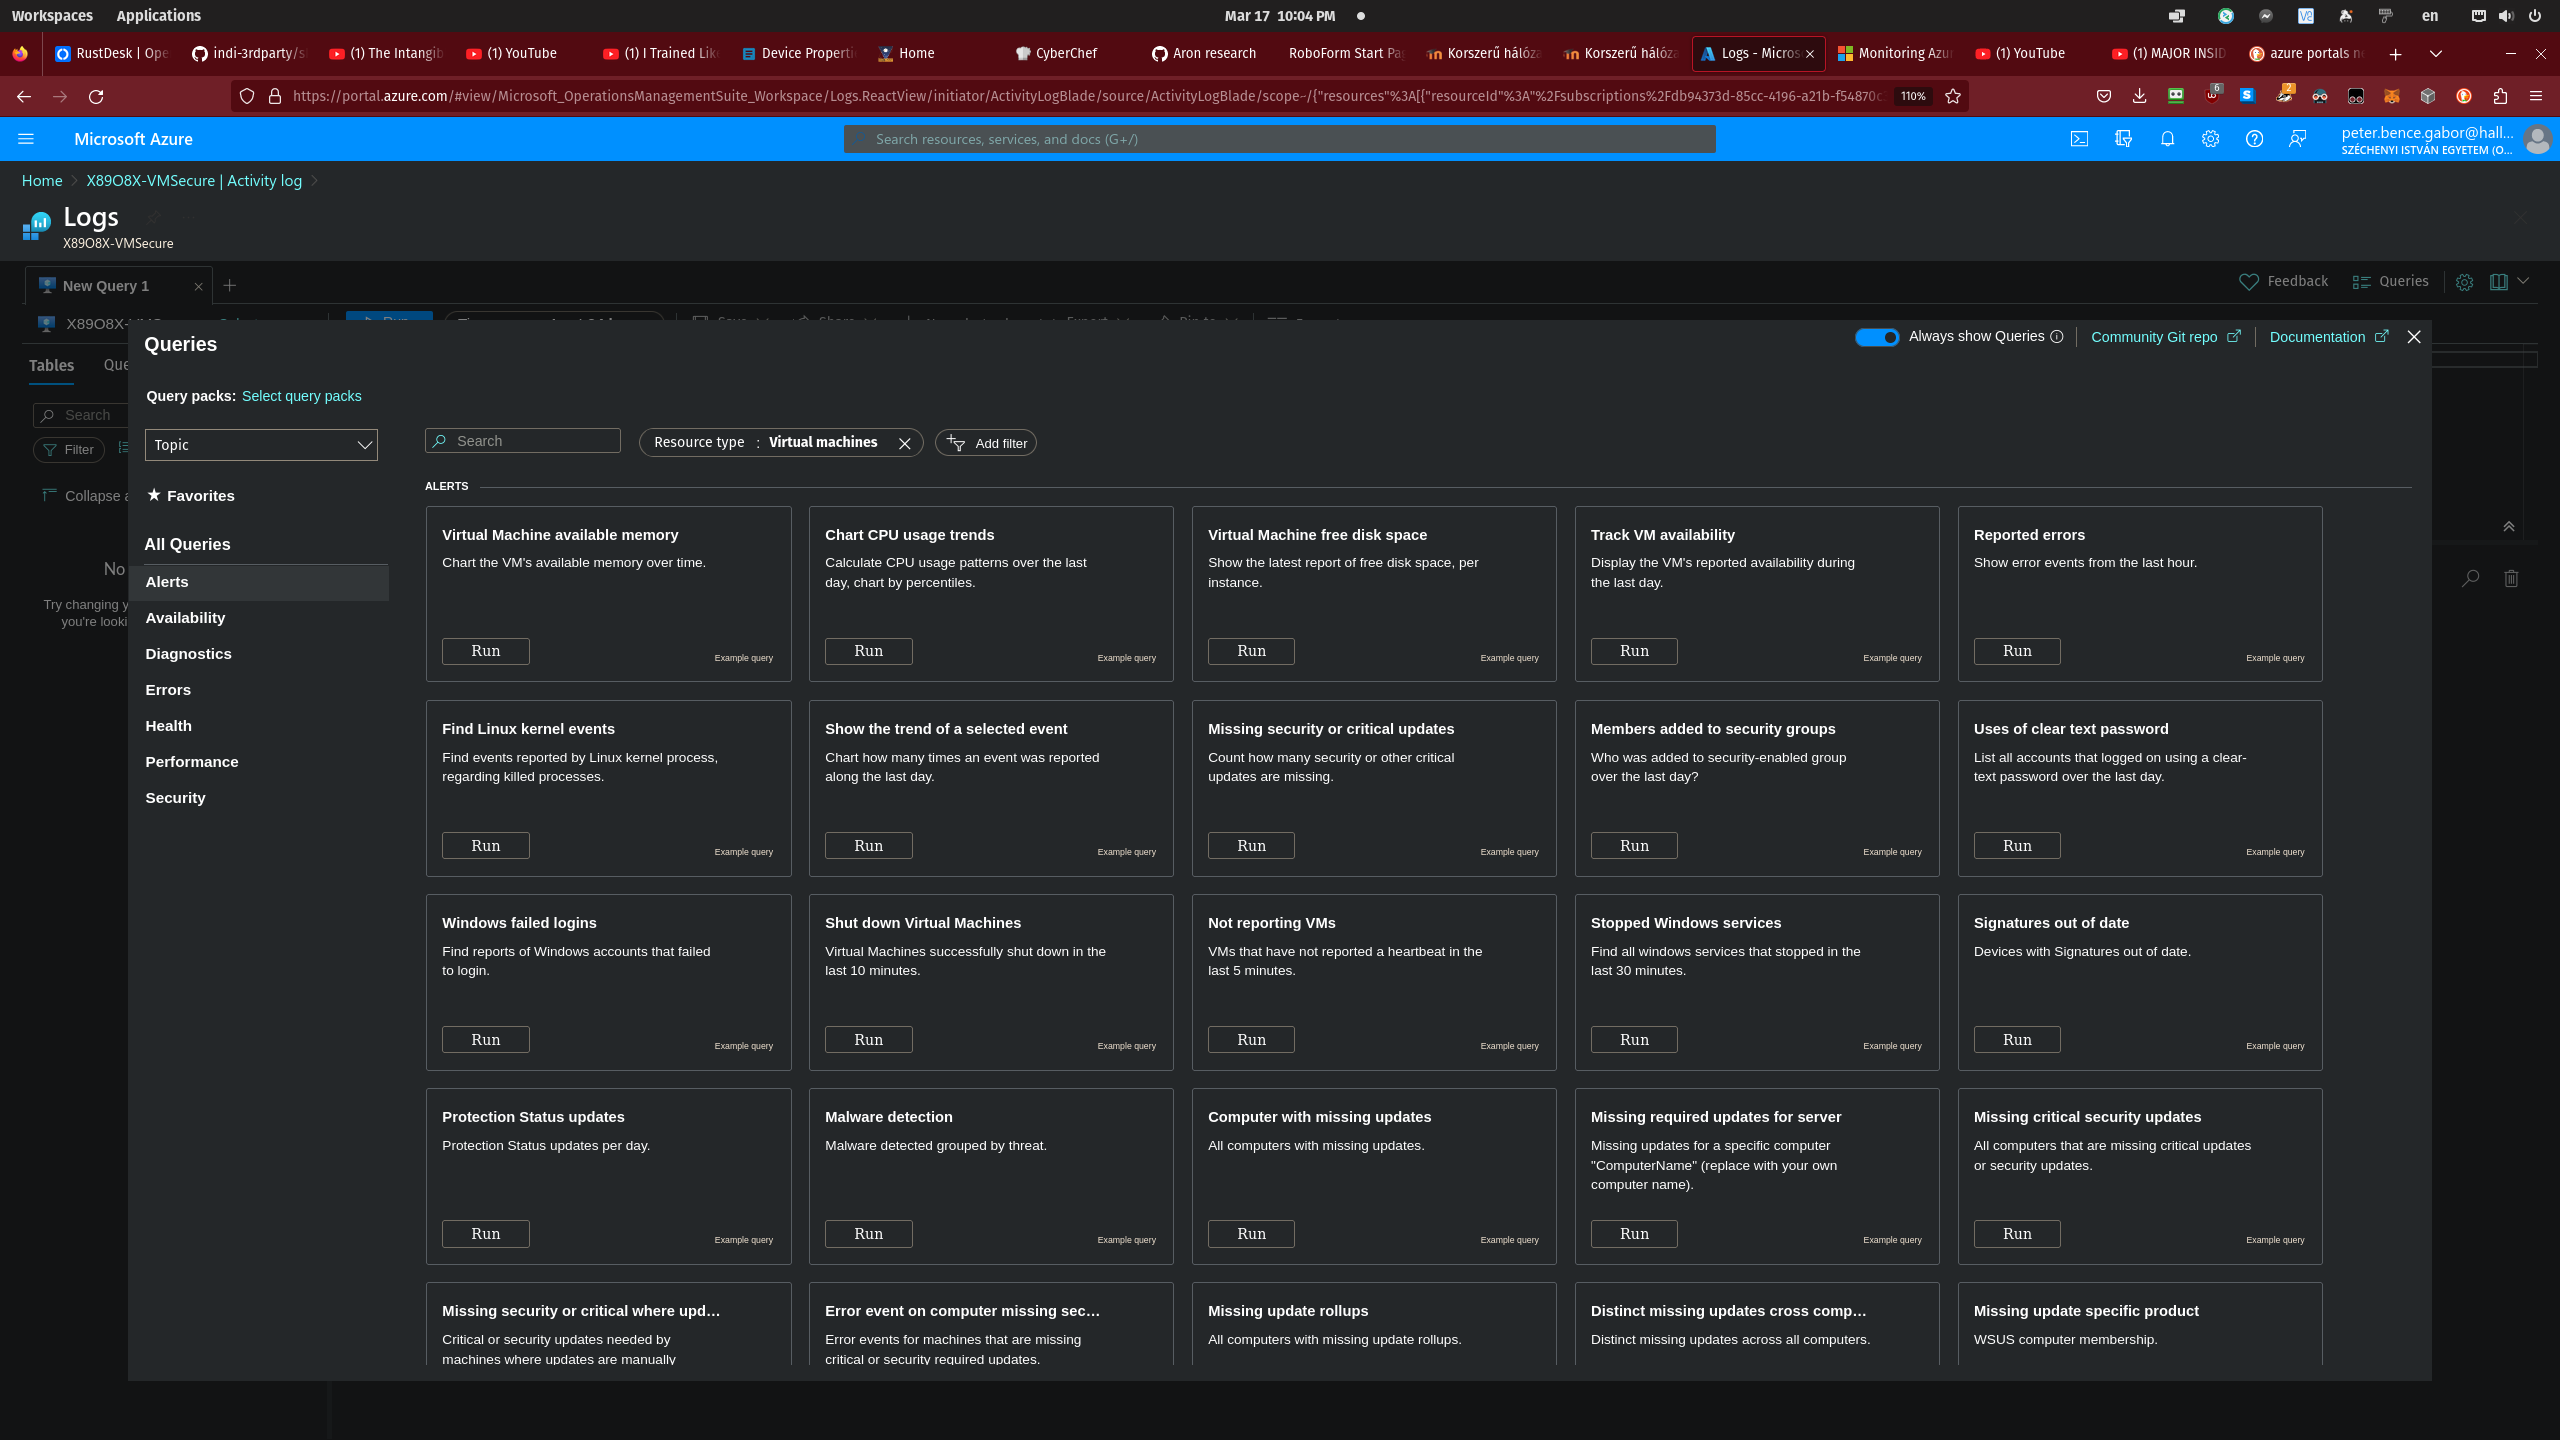 Workspaces Applications Mar 17 10:04 PM en
RustDesk | Ope indi-3rdparty/s (1) The Intangib (1) YouTube (1) I Trained Lik Device Properti Home CyberChef Aron research RoboForm Start Pa Korszerű hálóza Korszerű hálóza Logs - Micros Monitoring Azur (1) YouTube (1) MAJOR INSID azure portals n
https://portal.azure.com/#view/Microsoft_OperationsManagementSuite_Workspace/Logs.ReactView/initiator/ActivityLogBlade/source/ActivityLogBlade/scope~/{"resources"%3A[{"resourceId"%3A"%2Fsubscriptions%2Fdb94373d-85cc-4196-a21b-f54870c 110% 6 2
Microsoft Azure Search resources, services, and docs (G+/) peter.bence.gabor@hall...
SZÉCHENYI ISTVÁN EGYETEM (O...
Home X89O8X-VMSecure | Activity log
Logs
X89O8X-VMSecure
New Query 1 Feedback Queries
Tables Que
Search
Filter
Collapse a
No
Try changing y
you're looki
Queries Always show Queries Community Git repo Documentation
Query packs: Select query packs
Topic Search Resource type : Virtual machines Add filter
Favorites
All Queries
Alerts
Availability
Diagnostics
Errors
Health
Performance
Security
ALERTS
Virtual Machine available memory
Chart the VM's available memory over time.
Run Example query
Chart CPU usage trends
Calculate CPU usage patterns over the last
day, chart by percentiles.
Run Example query
Virtual Machine free disk space
Show the latest report of free disk space, per
instance.
Run Example query
Track VM availability
Display the VM's reported availability during
the last day.
Run Example query
Reported errors
Show error events from the last hour.
Run Example query
Find Linux kernel events
Find events reported by Linux kernel process,
regarding killed processes.
Run Example query
Show the trend of a selected event
Chart how many times an event was reported
along the last day.
Run Example query
Missing security or critical updates
Count how many security or other critical
updates are missing.
Run Example query
Members added to security groups
Who was added to security-enabled group
over the last day?
Run Example query
Uses of clear text password
List all accounts that logged on using a clear-
text password over the last day.
Run Example query
Windows failed logins
Find reports of Windows accounts that failed
to login.
Run Example query
Shut down Virtual Machines
Virtual Machines successfully shut down in the
last 10 minutes.
Run Example query
Not reporting VMs
VMs that have not reported a heartbeat in the
last 5 minutes.
Run Example query
Stopped Windows services
Find all windows services that stopped in the
last 30 minutes.
Run Example query
Signatures out of date
Devices with Signatures out of date.
Run Example query
Protection Status updates
Protection Status updates per day.
Run Example query
Malware detection
Malware detected grouped by threat.
Run Example query
Computer with missing updates
All computers with missing updates.
Run Example query
Missing required updates for server
Missing updates for a specific computer
"ComputerName" (replace with your own
computer name).
Run Example query
Missing critical security updates
All computers that are missing critical updates
or security updates.
Run Example query
Missing security or critical where upd...
Critical or security updates needed by
machines where updates are manually
Error event on computer missing sec...
Error events for machines that are missing
critical or security required updates.
Missing update rollups
All computers with missing update rollups.
Distinct missing updates cross comp...
Distinct missing updates across all computers.
Missing update specific product
WSUS computer membership.